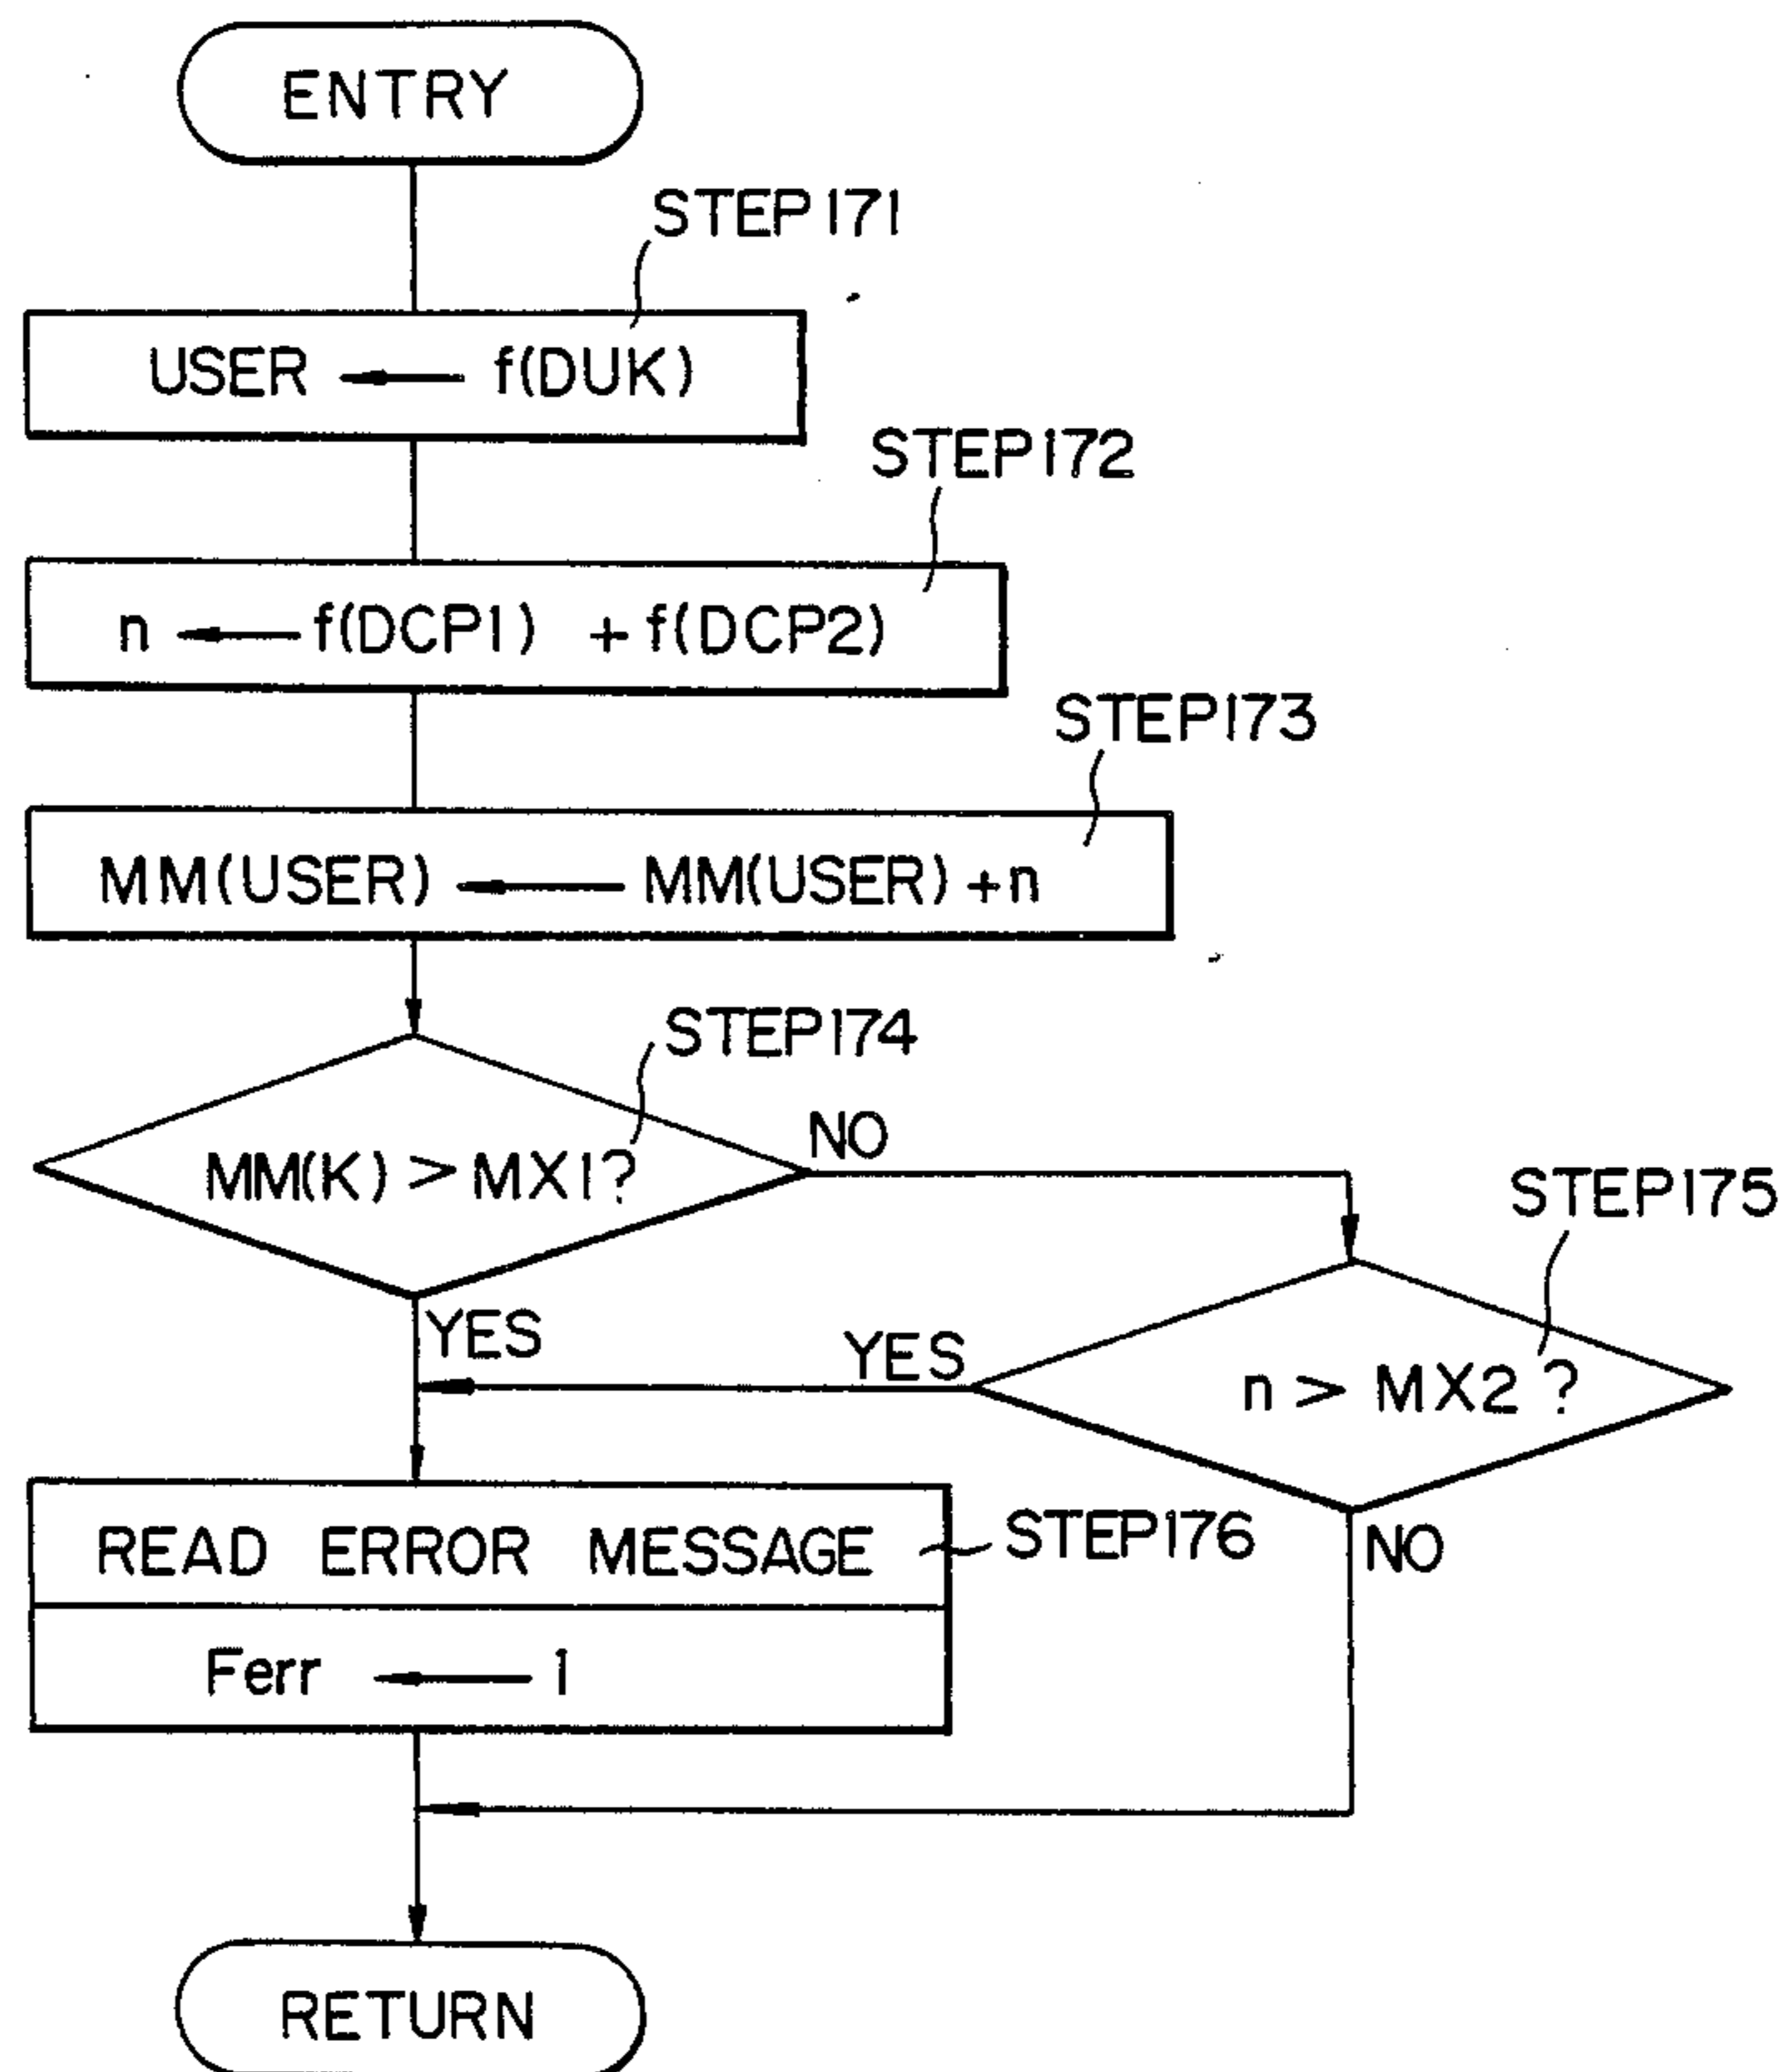 ENTRY
STEP171
USER ← f(DUK)
STEP172
n ← f(DCP1) + f(DCP2)
STEP173
MM(USER) ← MM(USER)+n
STEP174
MM(K) > MX1?
NO
STEP175
YES
YES
n > MX2 ?
READ ERROR MESSAGE
STEP176
NO
Ferr ← 1
RETURN